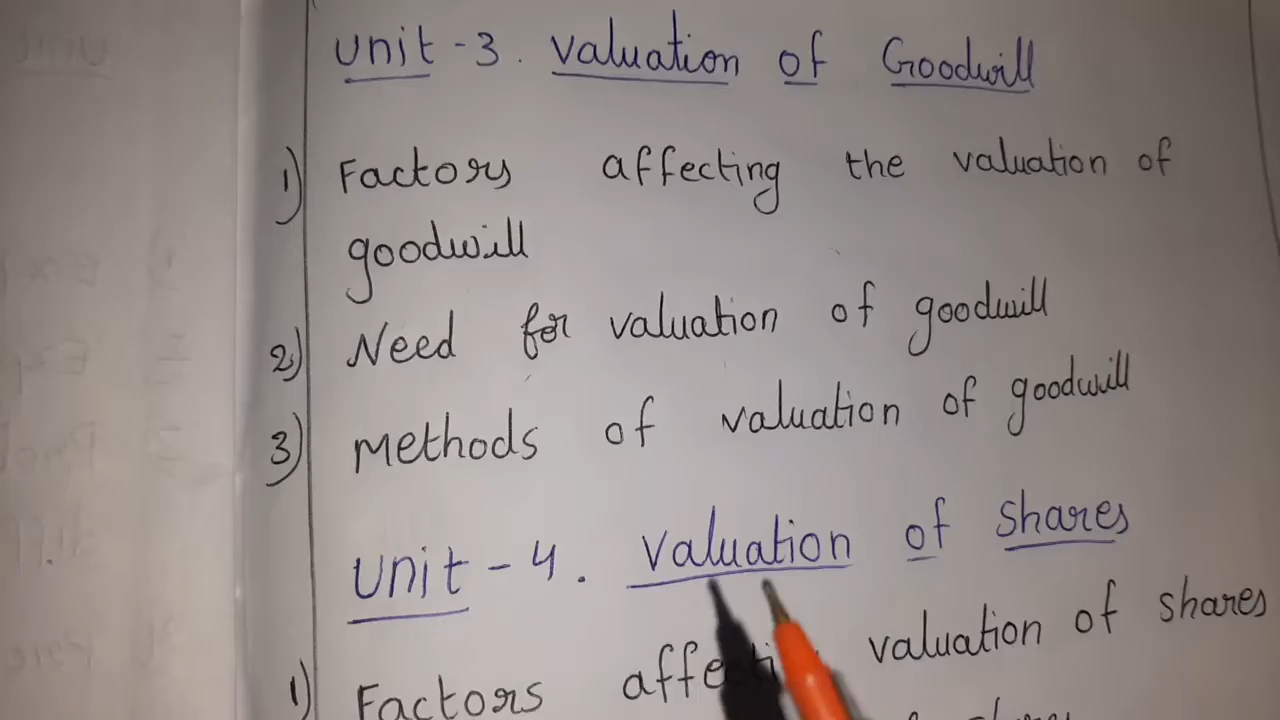 Unit - 3. Valuation of Goodwill
1) Factors affecting the valuation of
goodwill
2) Need for valuation of goodwill
3) Methods of valuation of goodwill
Unit - 4. Valuation of shares
1) Factors valuation of shares